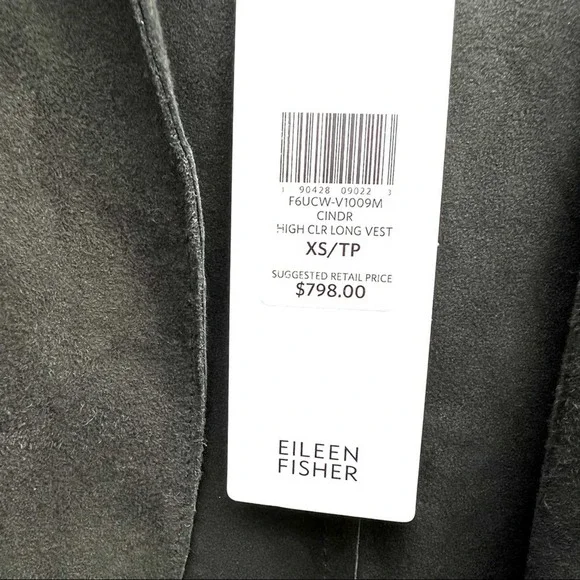 3 90428 09022 3
F6UCW-V1009M
CINDR
HIGH CLR LONG VEST
XS/TP
SUGGESTED RETAIL PRICE
$798.00
EILEEN
FISHER